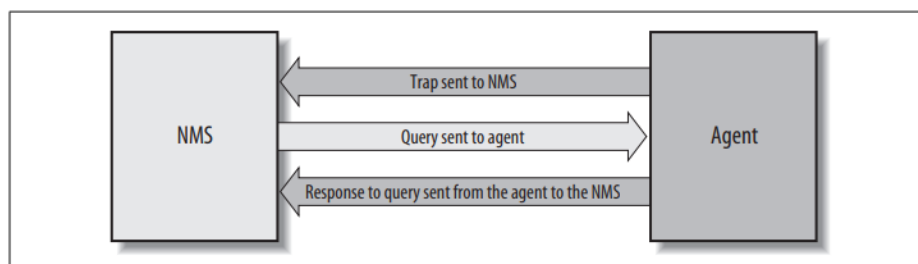 Trap sent to NMS
NMS
Query sent to agent
Agent
Response to query sent from the agent to the NMS